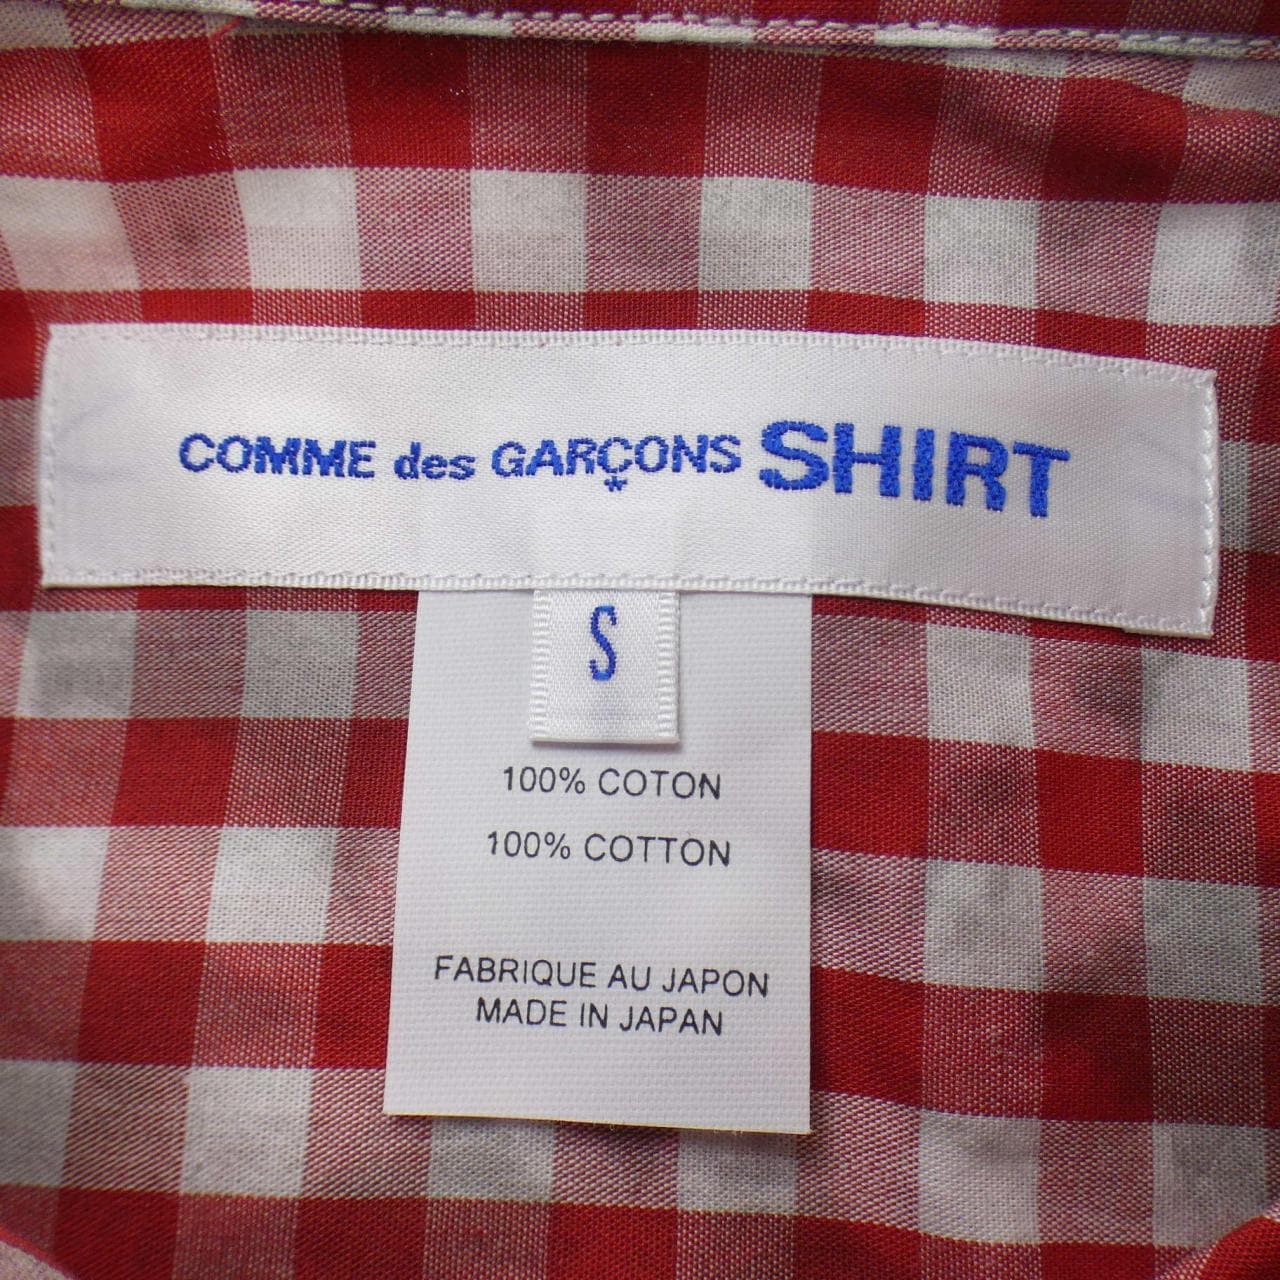 COMME des GARÇONS SHIRT
*
S
100% COTON
100% COTTON
FABRIQUE AU JAPON
MADE IN JAPAN